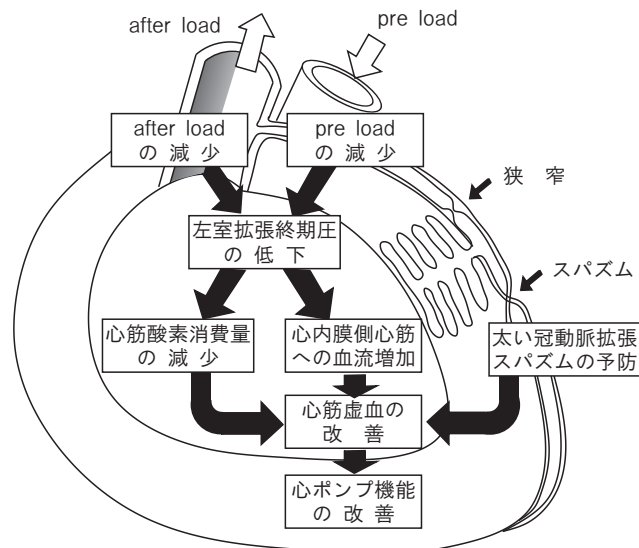 after load
pre load
after load
の 減 少
pre load
の 減 少
狭 窄
左室拡張終期圧
の 低 下
スパズム
心筋酸素消費量
の 減 少
心内膜側心筋
への血流増加
太い冠動脈拡張
スパズムの予防
心筋虚血の
改 善
心ポンプ機能
の 改 善